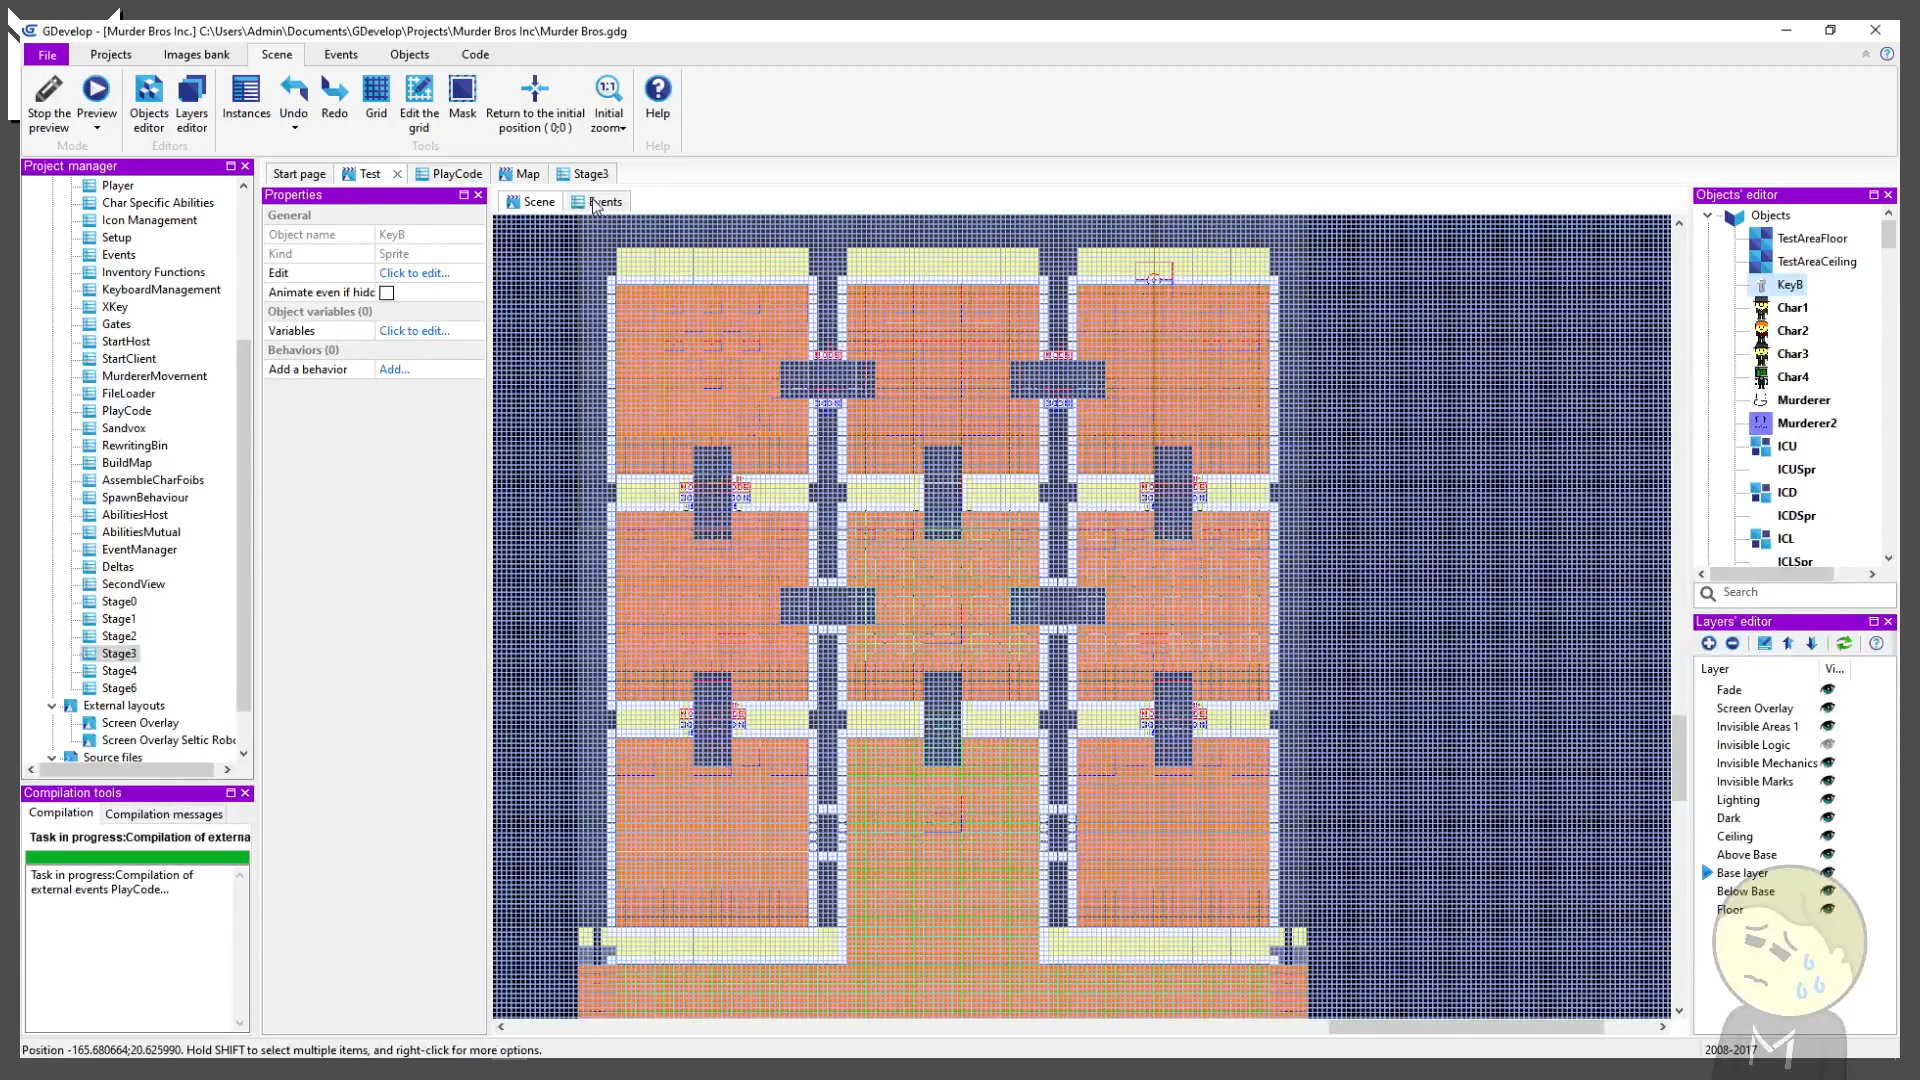 GDevelop - [Murder Bros Inc.] C:\Users\Admin\Documents\GDevelop\Projects\Murder Bros Inc\Murder Bros.gdg
File Projects Images bank Scene Events Objects Code
Stop the preview Preview Objects editor Layers editor Instances Undo Redo Grid Edit the grid Mask Return to the initial position ( 0;0 ) Initial zoom Help
Mode Editors Tools Help
Project manager
Player
Char Specific Abilities
Icon Management
Setup
Events
Inventory Functions
KeyboardManagement
XKey
Gates
StartHost
StartClient
MurdererMovement
FileLoader
PlayCode
Sandvox
RewritingBin
BuildMap
AssembleCharFoibs
SpawnBehaviour
AbilitiesHost
AbilitiesMutual
EventManager
Deltas
SecondView
Stage0
Stage1
Stage2
Stage3
Stage4
Stage6
External layouts
Screen Overlay
Screen Overlay Seltic Robo
Source files
Compilation tools
Compilation Compilation messages
Task in progress:Compilation of externa
Task in progress:Compilation of
external events PlayCode...
Start page Test PlayCode Map Stage3
Properties
General
Object name KeyB
Kind Sprite
Edit Click to edit...
Animate even if hidd
Object variables (0)
Variables Click to edit...
Behaviors (0)
Add a behavior Add...
Scene Events
Objects' editor
Objects
TestAreaFloor
TestAreaCeiling
KeyB
Char1
Char2
Char3
Char4
Murderer
Murderer2
ICU
ICUSpr
ICD
ICDSpr
ICL
ICLSpr
Search
Layers' editor
Layer Vi...
Fade
Screen Overlay
Invisible Areas 1
Invisible Logic
Invisible Mechanics
Invisible Marks
Lighting
Dark
Ceiling
Above Base
Base layer
Below Base
Floor
Position -165.680664;20.625990. Hold SHIFT to select multiple items, and right-click for more options.
2008-2017